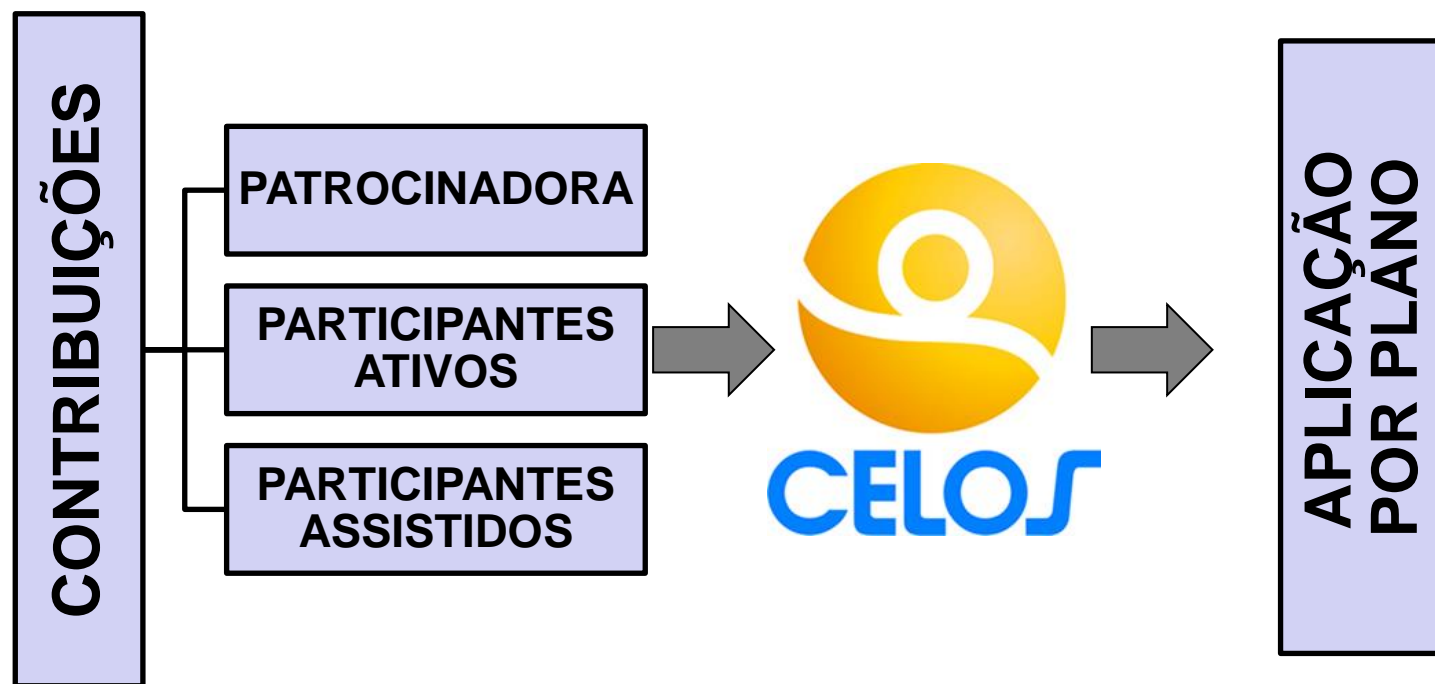 CONTRIBUIÇÕES
PATROCINADORA
PARTICIPANTES
ATIVOS
PARTICIPANTES
ASSISTIDOS
CELOS
APLICAÇÃO
POR PLANO